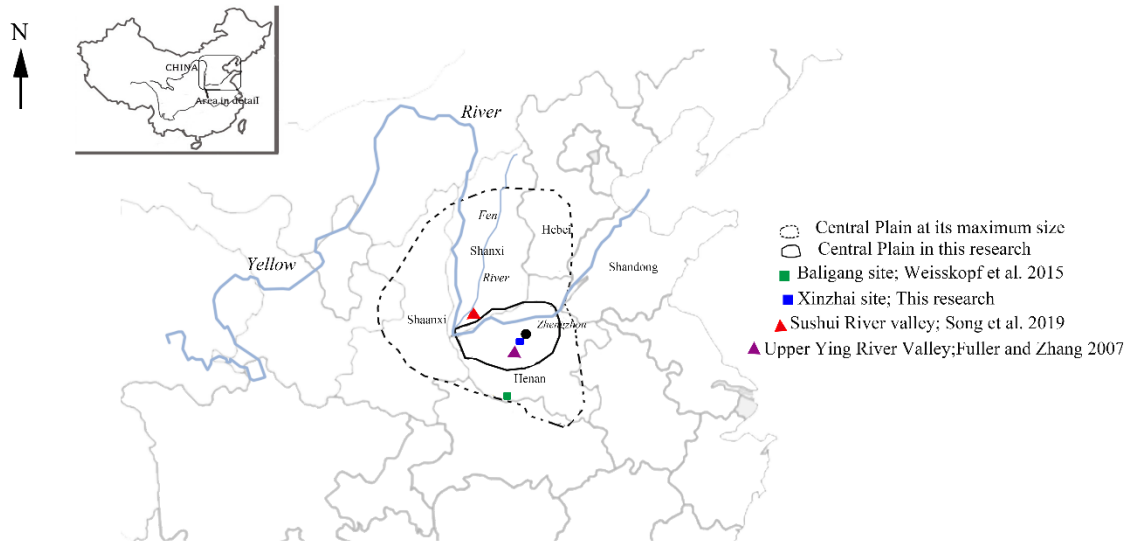 N
CHINA
Area in detail
River
Fen
Hebei
Shanxi
Yellow
River
Shandong
Shaanxi
Zhengzhou
Henan
Central Plain at its maximum size
Central Plain in this research
Baligang site; Weisskopf et al. 2015
Xinzhai site; This research
Sushui River valley; Song et al. 2019
Upper Ying River Valley;Fuller and Zhang 2007